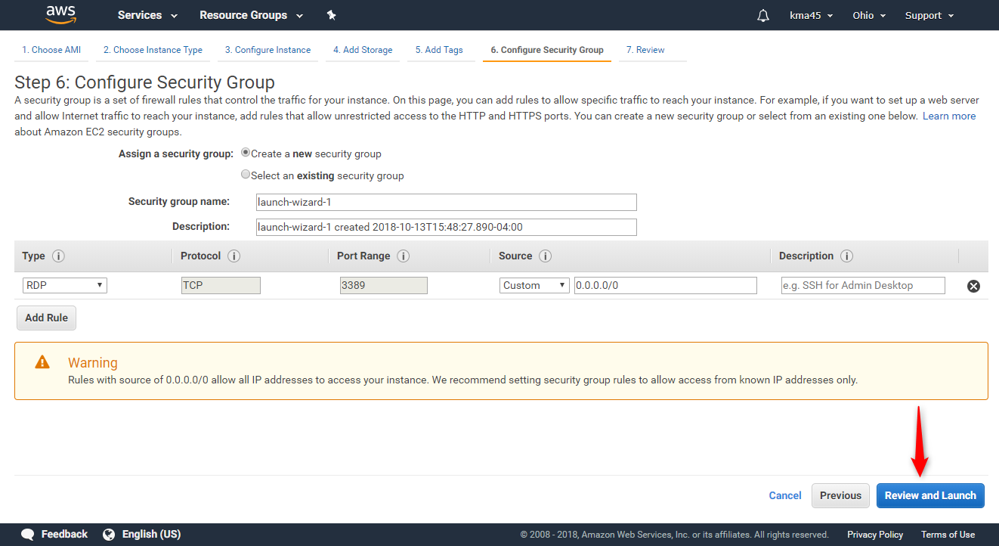 aws Services Resource Groups kma45 Ohio Support
1. Choose AMI 2. Choose Instance Type 3. Configure Instance 4. Add Storage 5. Add Tags 6. Configure Security Group 7. Review
Step 6: Configure Security Group
A security group is a set of firewall rules that control the traffic for your instance. On this page, you can add rules to allow specific traffic to reach your instance. For example, if you want to set up a web server
and allow Internet traffic to reach your instance, add rules that allow unrestricted access to the HTTP and HTTPS ports. You can create a new security group or select from an existing one below. Learn more
about Amazon EC2 security groups.
Assign a security group: Create a new security group
Select an existing security group
Security group name: launch-wizard-1
Description: launch-wizard-1 created 2018-10-13T15:48:27.890-04:00
Type i Protocol i Port Range i Source i Description i
RDP TCP 3389 Custom 0.0.0.0/0 e.g. SSH for Admin Desktop
Add Rule
Warning
Rules with source of 0.0.0.0/0 allow all IP addresses to access your instance. We recommend setting security group rules to allow access from known IP addresses only.
Cancel Previous Review and Launch
Feedback English (US) © 2008 - 2018, Amazon Web Services, Inc. or its affiliates. All rights reserved. Privacy Policy Terms of Use